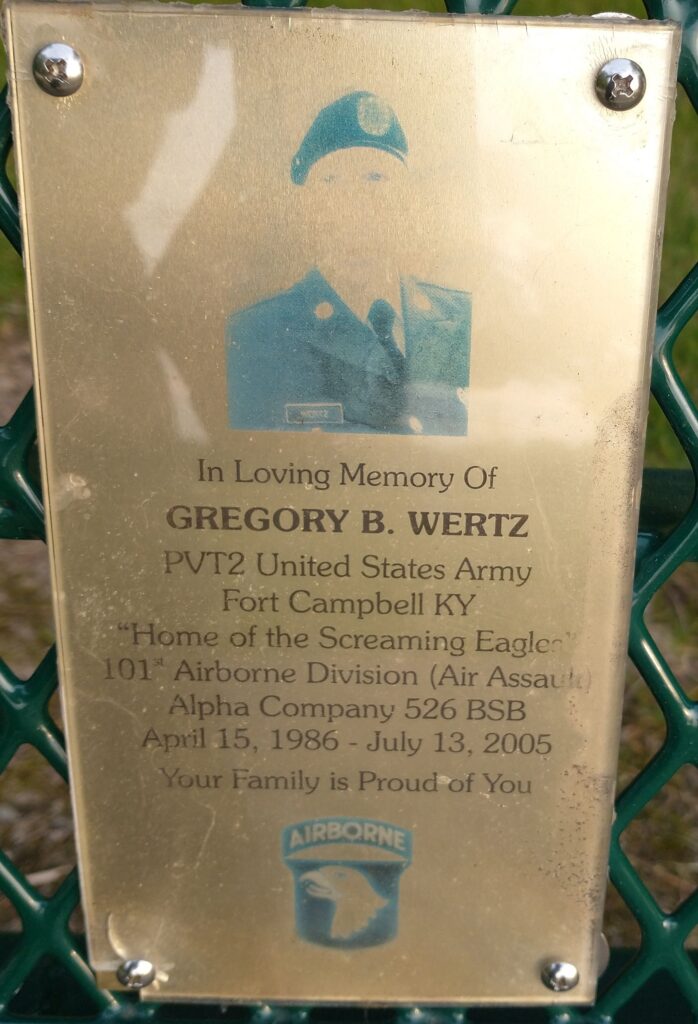 WERTZ
In Loving Memory Of
GREGORY B. WERTZ
PVT2 United States Army
Fort Campbell KY
“Home of the Screaming Eagles”
101st Airborne Division (Air Assault)
Alpha Company 526 BSB
April 15, 1986 - July 13, 2005
Your Family is Proud of You
AIRBORNE